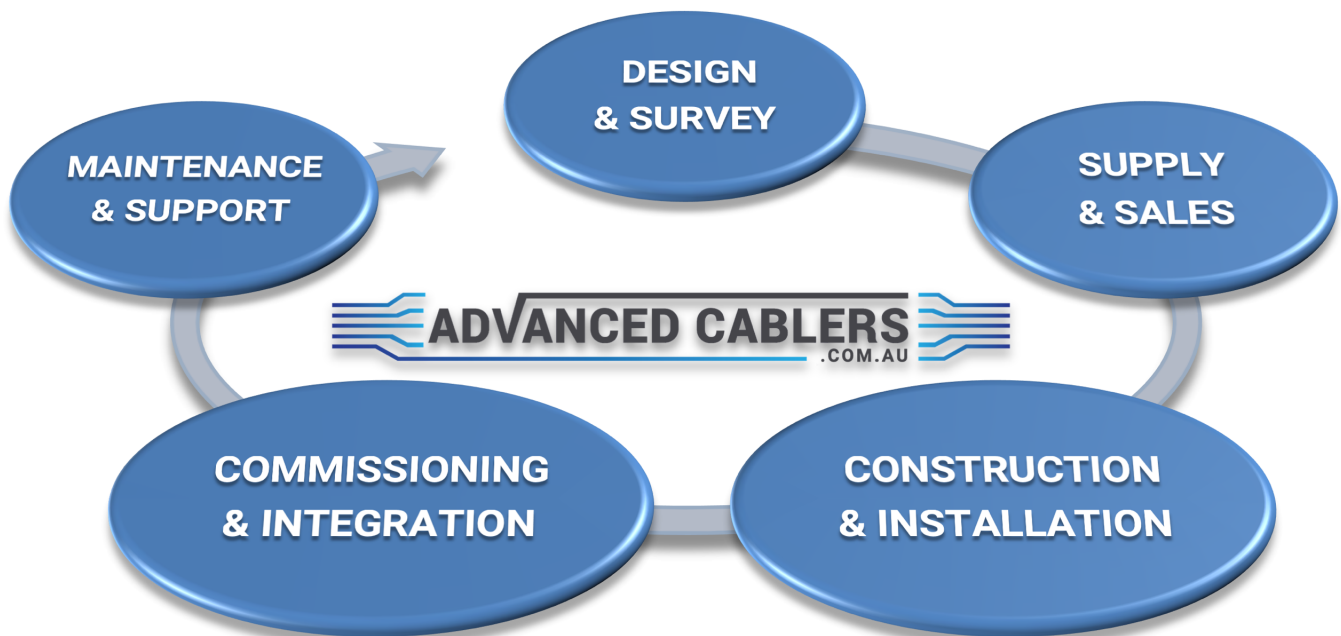 DESIGN
& SURVEY
SUPPLY
& SALES
CONSTRUCTION
& INSTALLATION
COMMISSIONING
& INTEGRATION
MAINTENANCE
& SUPPORT
ADVANCED CABLERS
.COM.AU